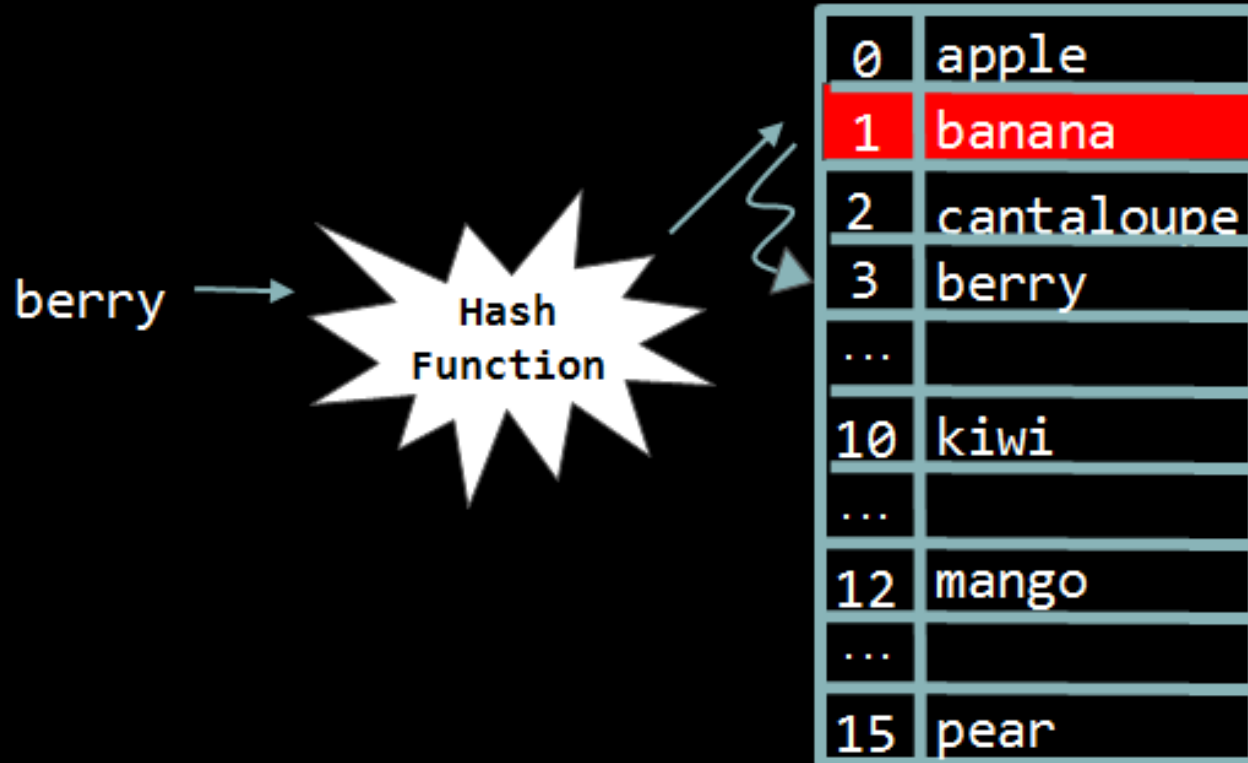 berry
Hash
Function
0 apple
1 banana
2 cantaloupe
3 berry
...
10 kiwi
...
12 mango
...
15 pear